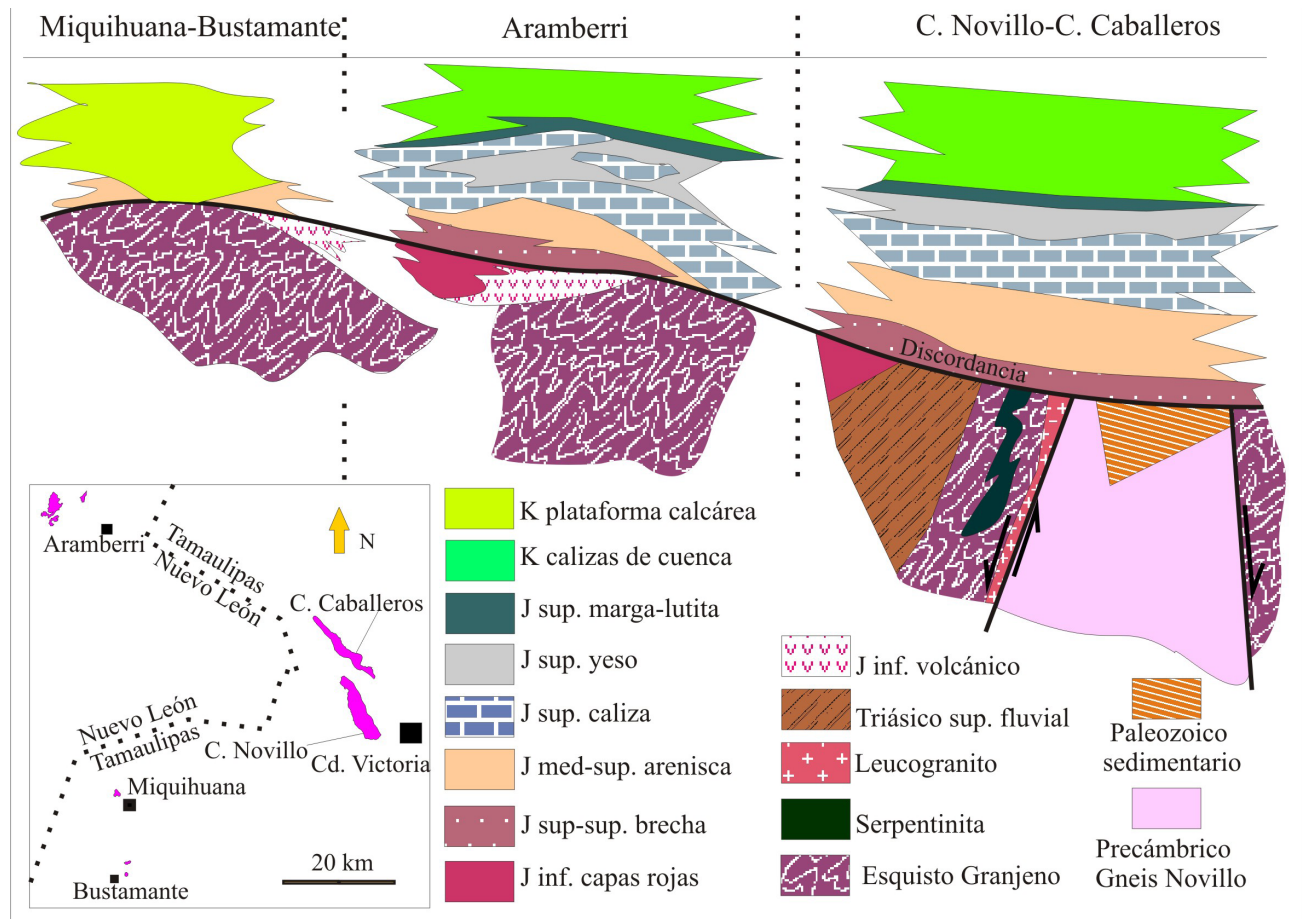 Miquihuana-Bustamante
Aramberri
C. Novillo-C. Caballeros
Discordancia
Aramberri
Tamaulipas
Nuevo León
N
C. Caballeros
Nuevo León
Tamaulipas
C. Novillo
Cd. Victoria
Miquihuana
Bustamante
20 km
K plataforma calcárea
K calizas de cuenca
J sup. marga-lutita
J sup. yeso
J sup. caliza
J med-sup. arenisca
J sup-sup. brecha
J inf. capas rojas
J inf. volcánico
Triásico sup. fluvial
Leucogranito
Serpentinita
Esquisto Granjeno
Paleozoico
sedimentario
Precámbrico
Gneis Novillo